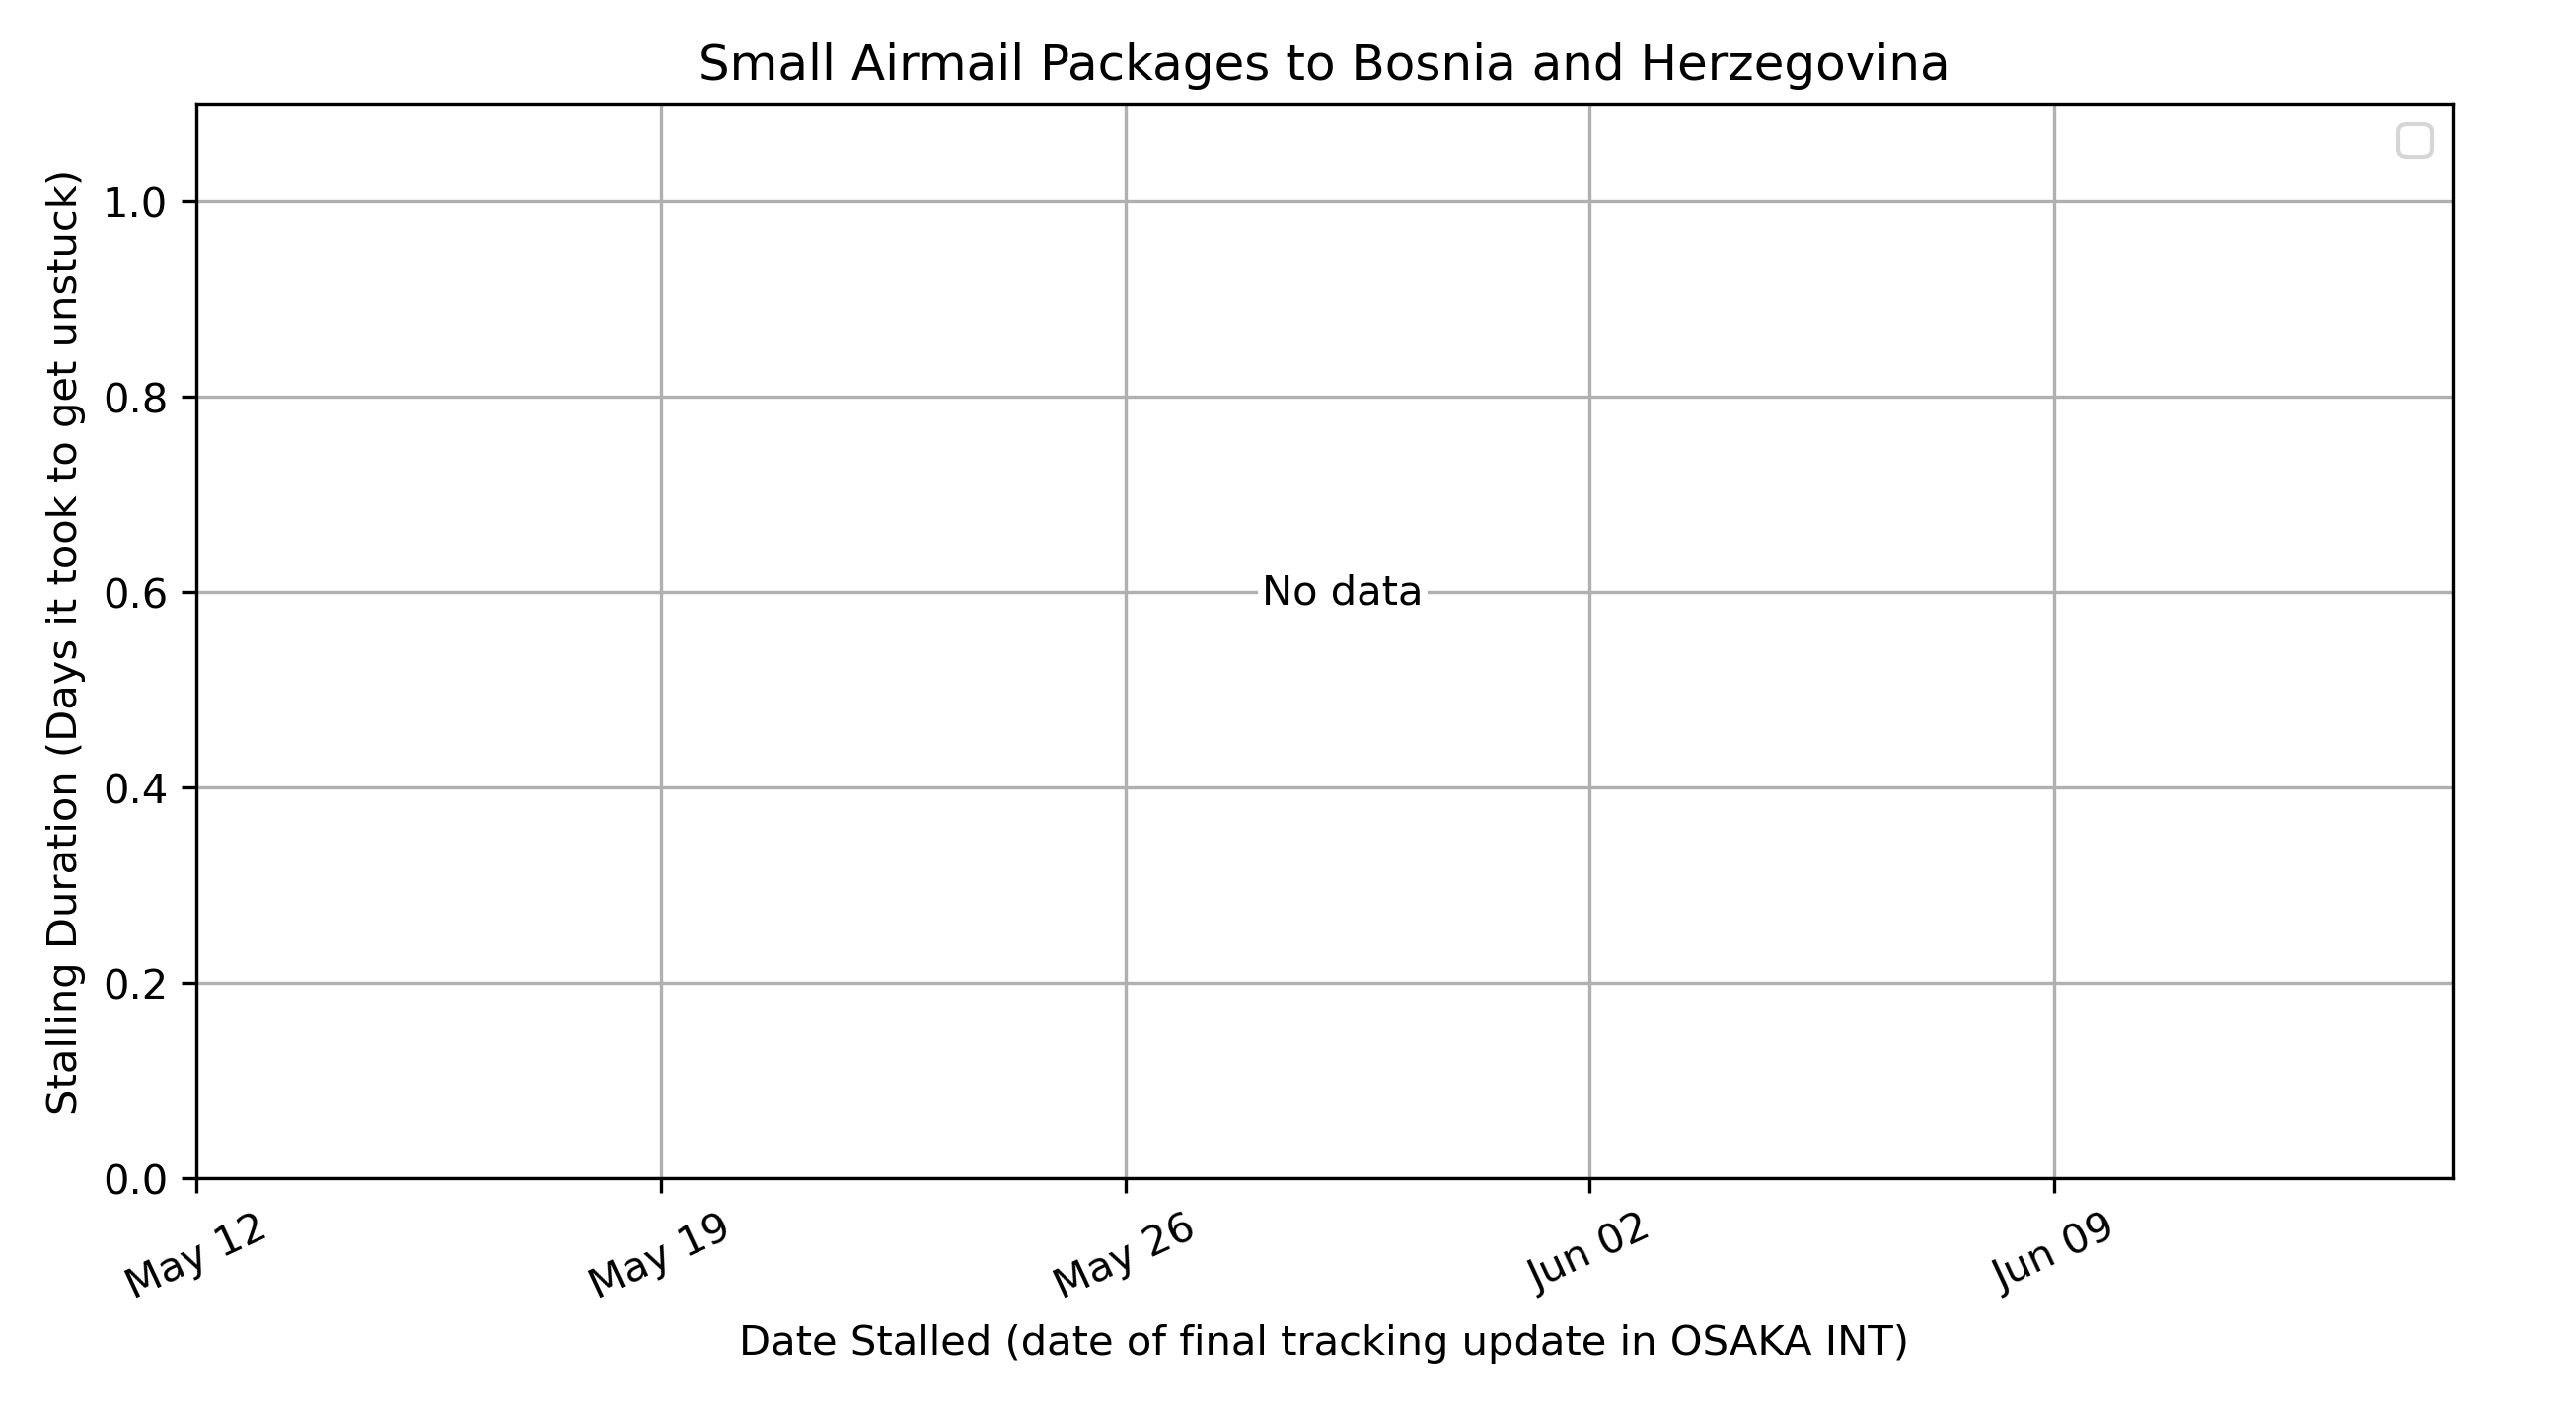 Small Airmail Packages to Bosnia and Herzegovina
Stalling Duration (Days it took to get unstuck)
1.0
0.8
0.6
0.4
0.2
0.0
No data
May 12
May 19
May 26
Jun 02
Jun 09
Date Stalled (date of final tracking update in OSAKA INT)